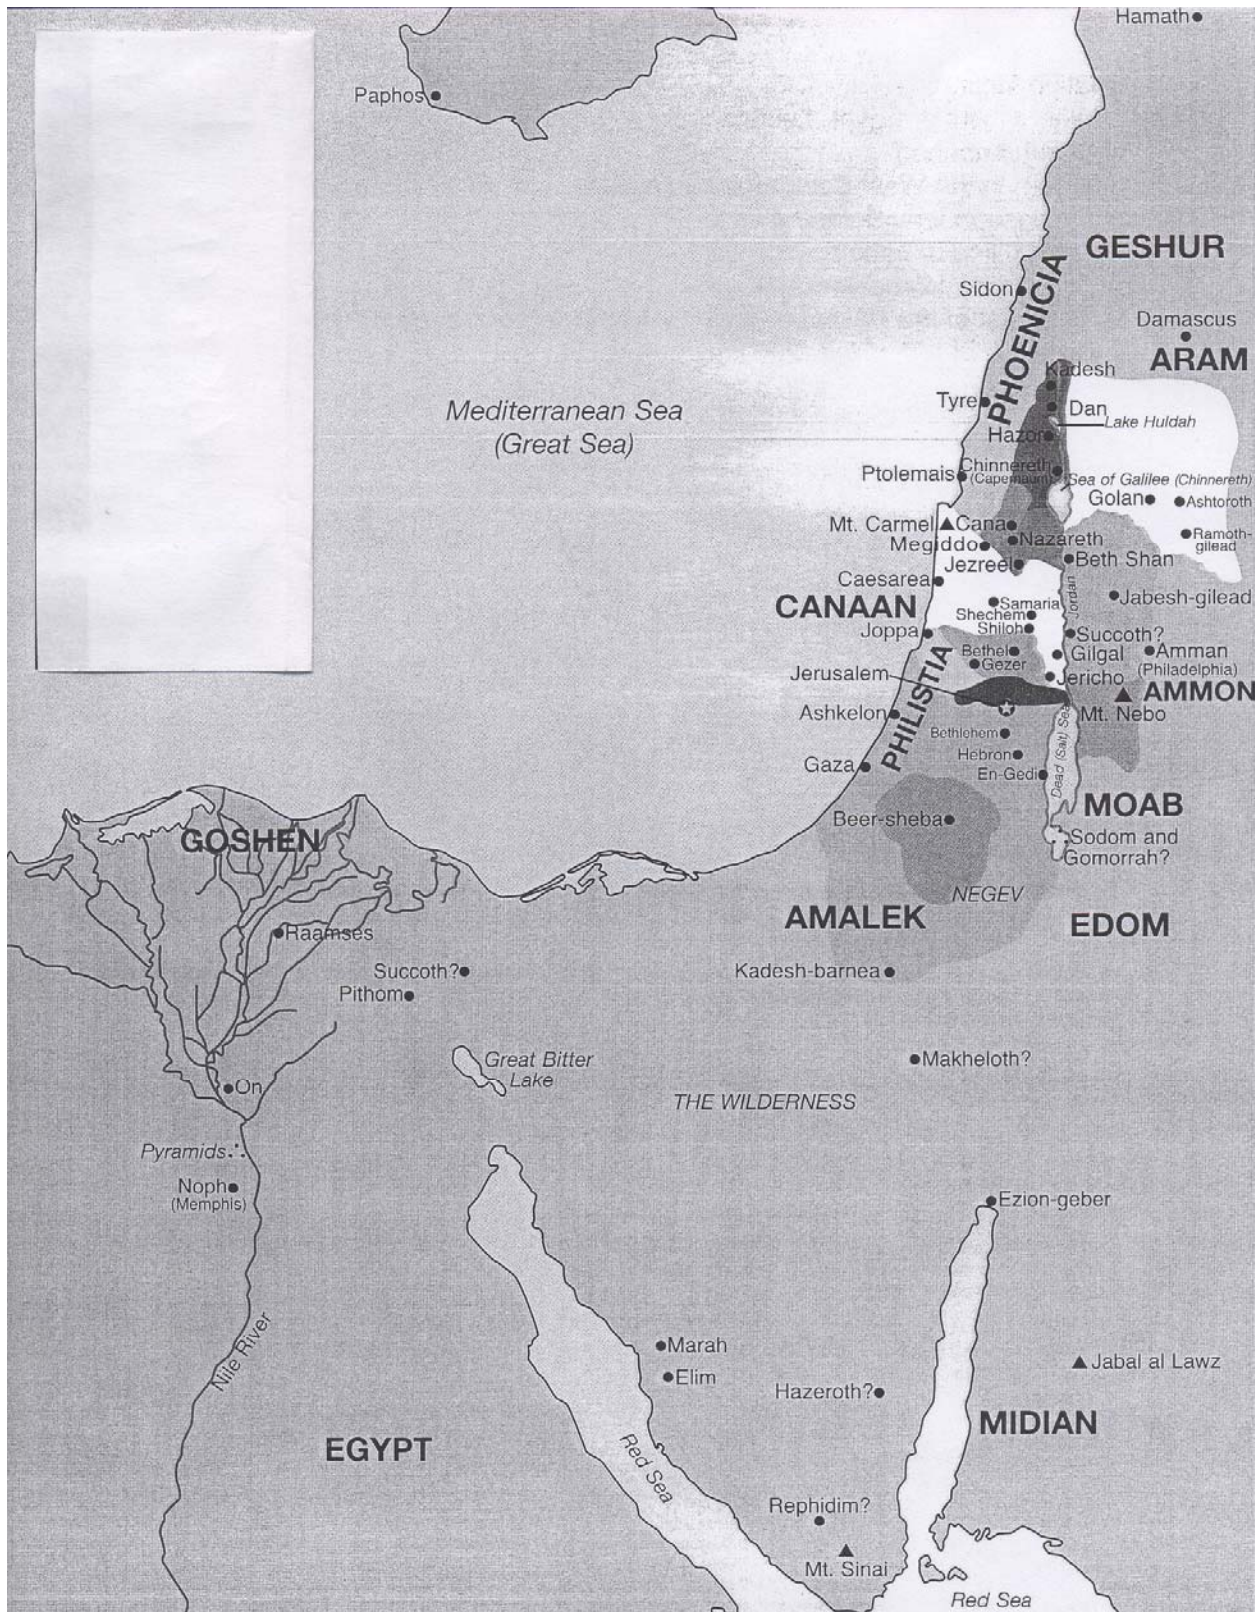 Hamath
Paphos
GESHUR
PHOENICIA
Sidon
Damascus
ARAM
Kadesh
Tyre
Dan
Mediterranean Sea
(Great Sea)
Lake Huldah
Hazor
Ptolemais
Chinnereth
(Capernaum)
Sea of Galilee (Chinnereth)
Golan
Ashtoroth
Mt. Carmel
Cana
Ramoth-
gilead
Nazareth
Megiddo
Beth Shan
Jezreel
Caesarea
Jordan
Jabesh-gilead
CANAAN
Samaria
Shechem
Shiloh
Joppa
Succoth?
Bethel
Gilgal
Amman
(Philadelphia)
Gezer
PHILISTIA
Jerusalem
Jericho
AMMON
Ashkelon
Mt. Nebo
Bethlehem
Dead (Salt) Sea
Hebron
Gaza
En-Gedi
MOAB
Beer-sheba
Sodom and
Gomorrah?
GOSHEN
NEGEV
AMALEK
EDOM
Raamses
Succoth?
Kadesh-barnea
Pithom
Great Bitter
Lake
Makheloth?
On
THE WILDERNESS
Pyramids
Noph
(Memphis)
Ezion-geber
Nile River
Marah
Jabal al Lawz
Elim
Hazeroth?
MIDIAN
EGYPT
Red Sea
Rephidim?
Mt. Sinai
Red Sea